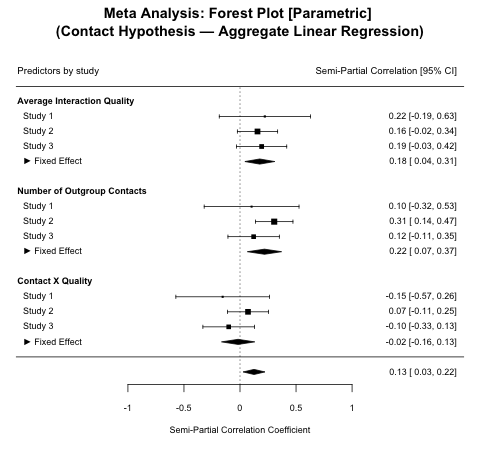 Meta Analysis: Forest Plot [Parametric]
(Contact Hypothesis — Aggregate Linear Regression)
Predictors by study Semi-Partial Correlation [95% CI]
Average Interaction Quality
Study 1 0.22 [-0.19, 0.63]
Study 2 0.16 [-0.02, 0.34]
Study 3 0.19 [-0.03, 0.42]
► Fixed Effect 0.18 [ 0.04, 0.31]
Number of Outgroup Contacts
Study 1 0.10 [-0.32, 0.53]
Study 2 0.31 [ 0.14, 0.47]
Study 3 0.12 [-0.11, 0.35]
► Fixed Effect 0.22 [ 0.07, 0.37]
Contact X Quality
Study 1 -0.15 [-0.57, 0.26]
Study 2 0.07 [-0.11, 0.25]
Study 3 -0.10 [-0.33, 0.13]
► Fixed Effect -0.02 [-0.16, 0.13]
0.13 [ 0.03, 0.22]
-1 -0.5 0 0.5 1
Semi-Partial Correlation Coefficient